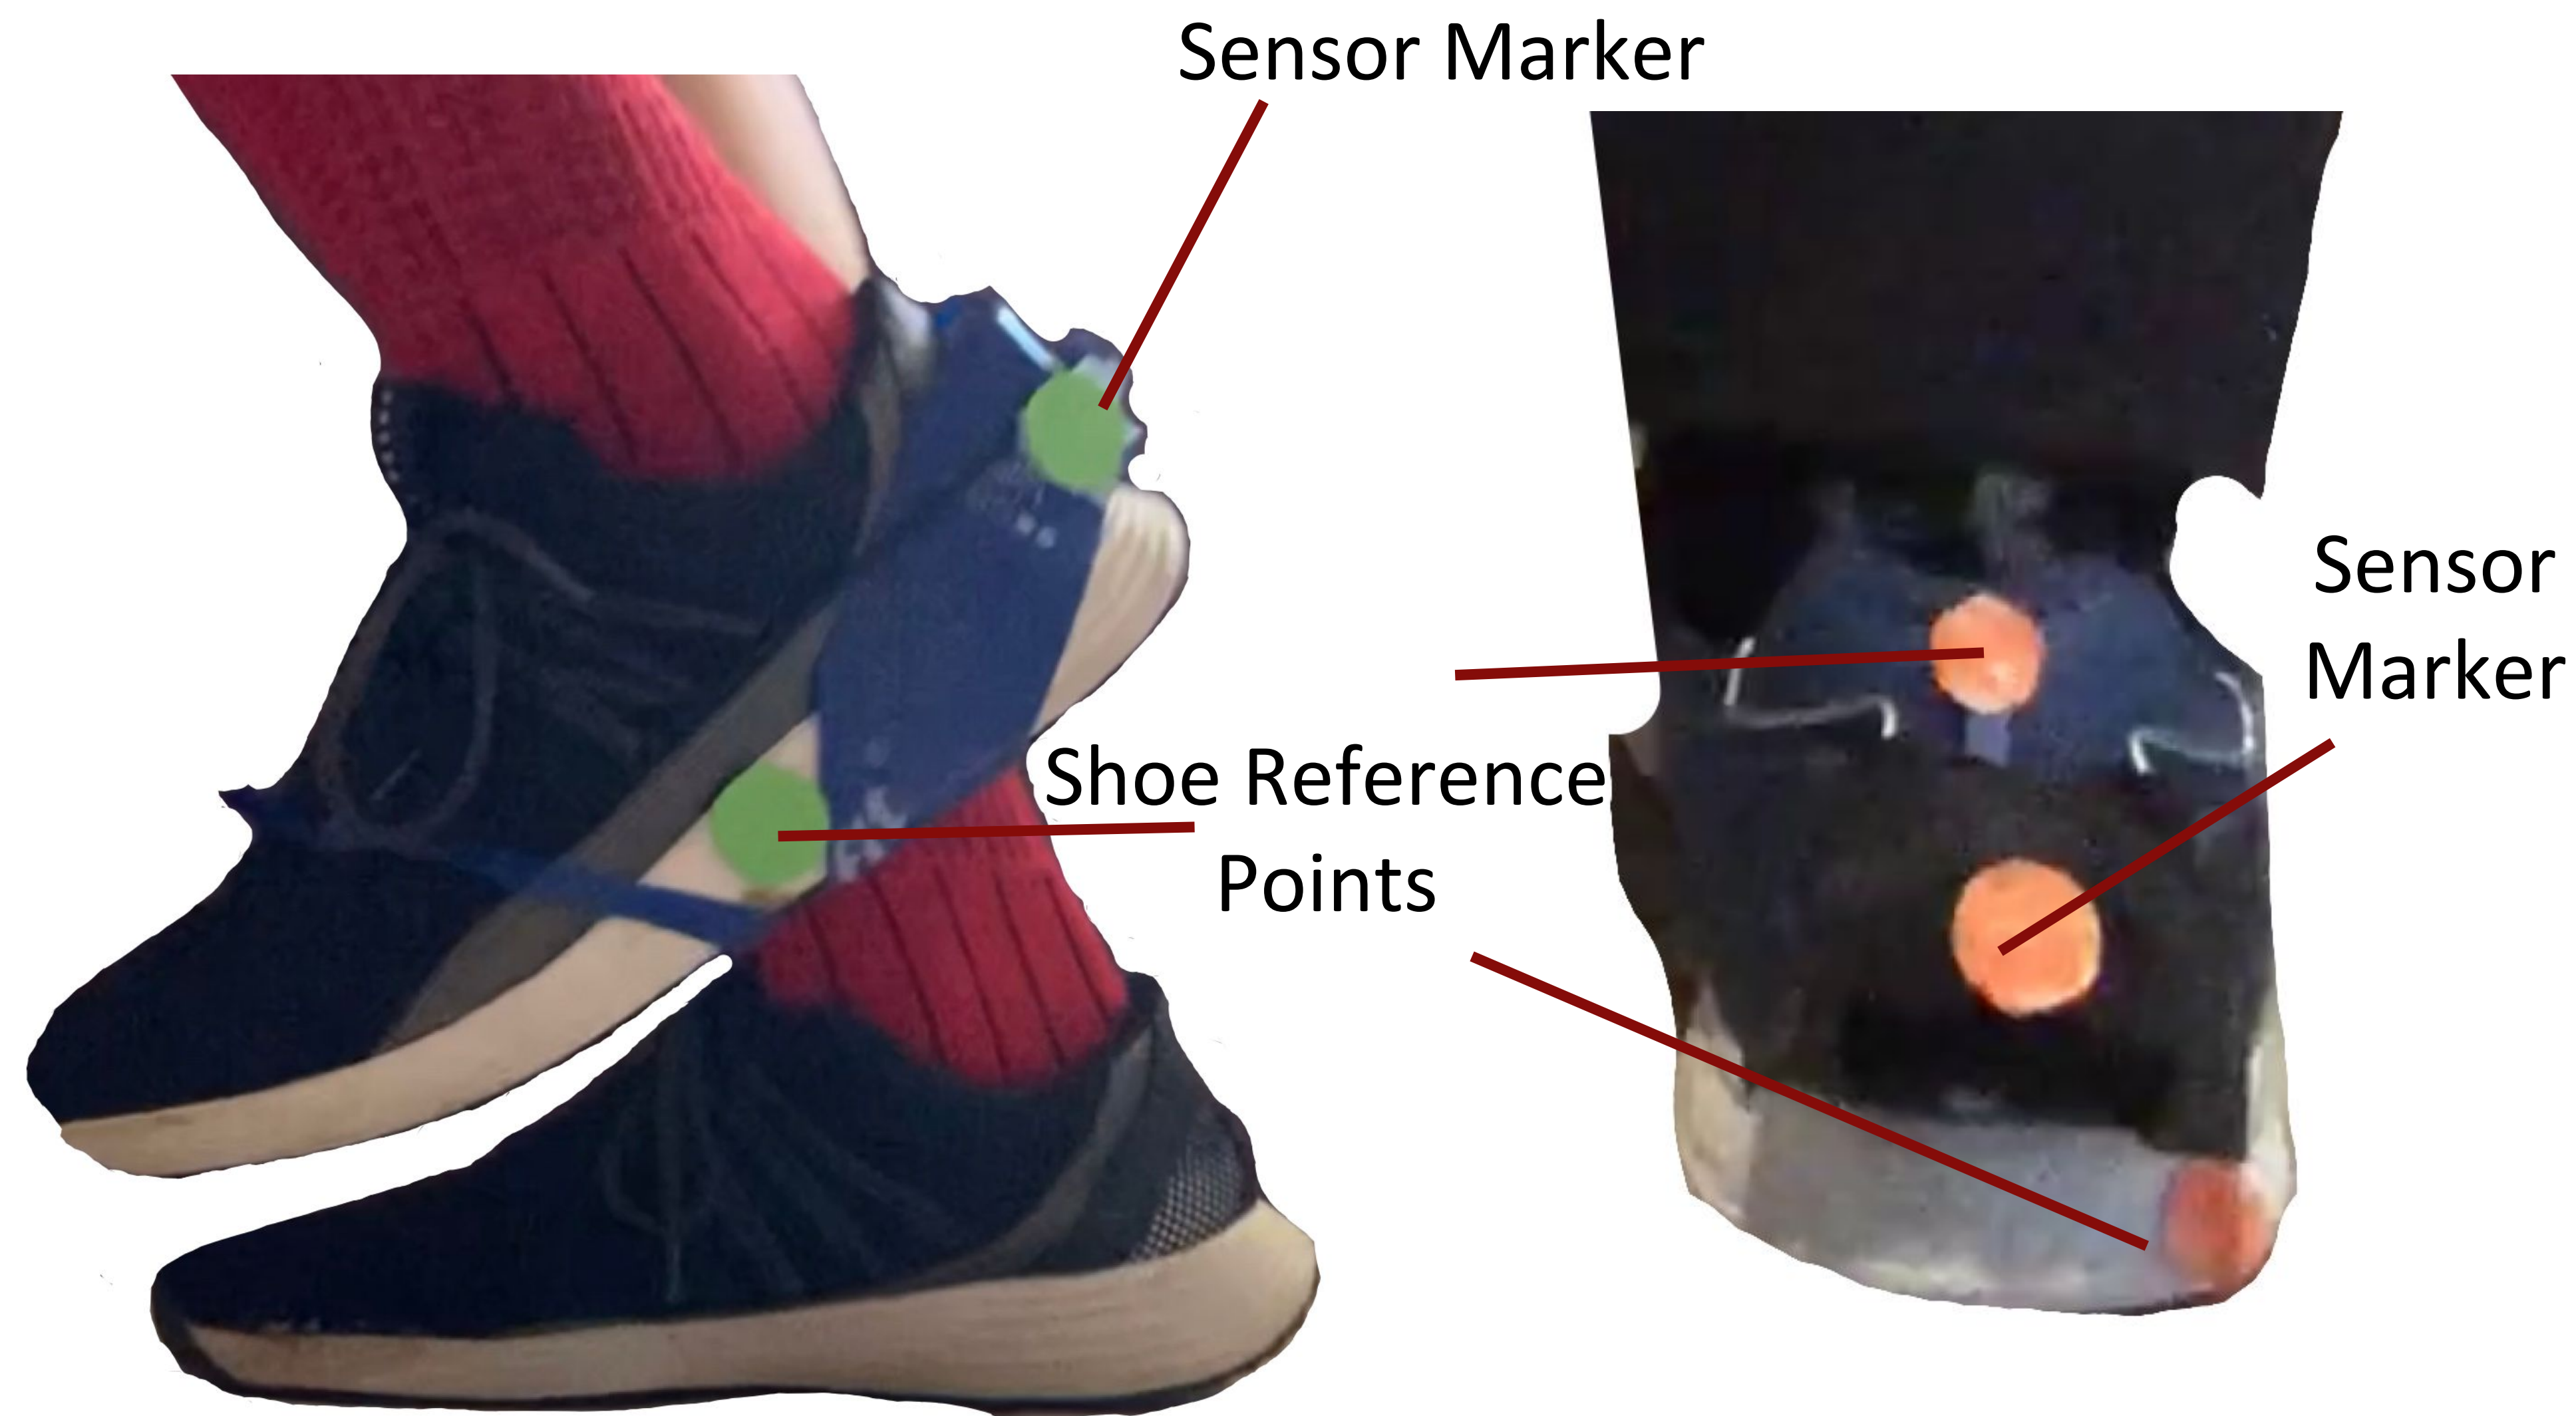 Sensor Marker
Shoe Reference
Points
Sensor
Marker